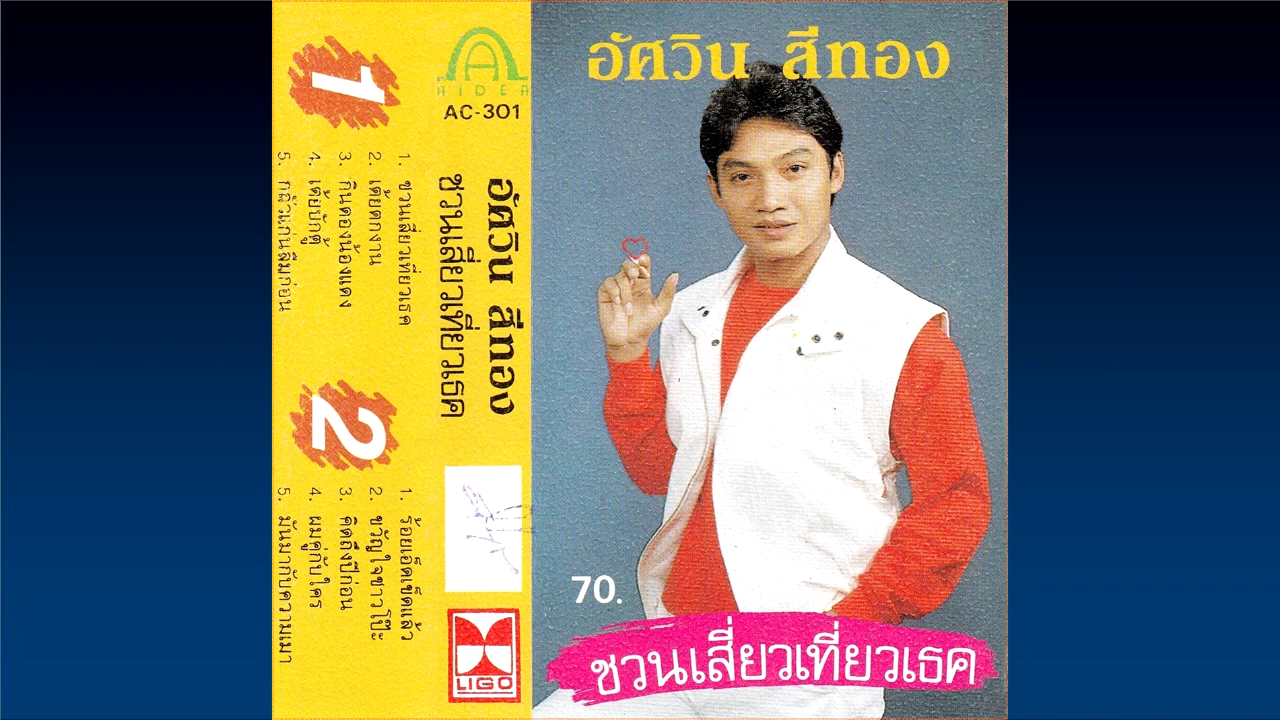 1
1. ชวนเสี่ยวเที่ยวเธค
2. เต้ยตกงาน
3. กินดองน้องแดง
4. เต้ยบักตู้
5. กลัวแก่นลืมก่อน
2
1. ร้อยเอ็ดเข็ดแล้ว
2. ขวัญใจขาวโป๊ะ
3. คิดถึงปีก่อน
4. ผมคู่กับใคร
5. มันมากับความเมา
AIDEA
AC-301
อัศวิน สีทอง
ชวนเสี่ยวเที่ยวเธค
LIGO
อัศวิน สีทอง
70.
ชวนเสี่ยวเที่ยวเธค